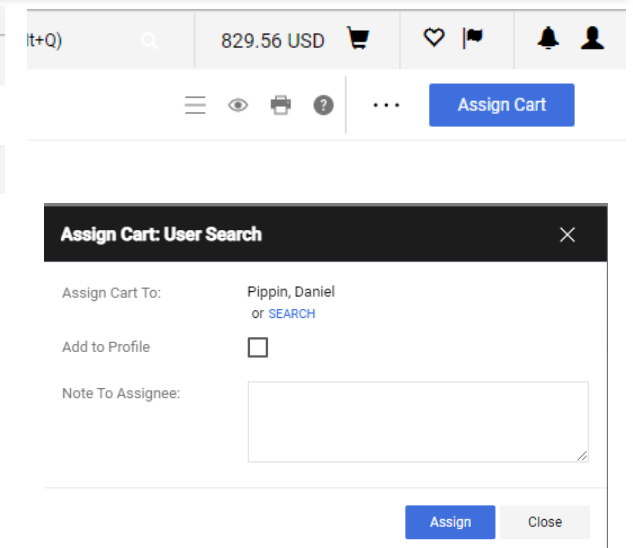 lt+Q)
829.56 USD
?
...
Assign Cart
Assign Cart: User Search
Assign Cart To:
Pippin, Daniel
or SEARCH
Add to Profile
Note To Assignee:
Assign
Close